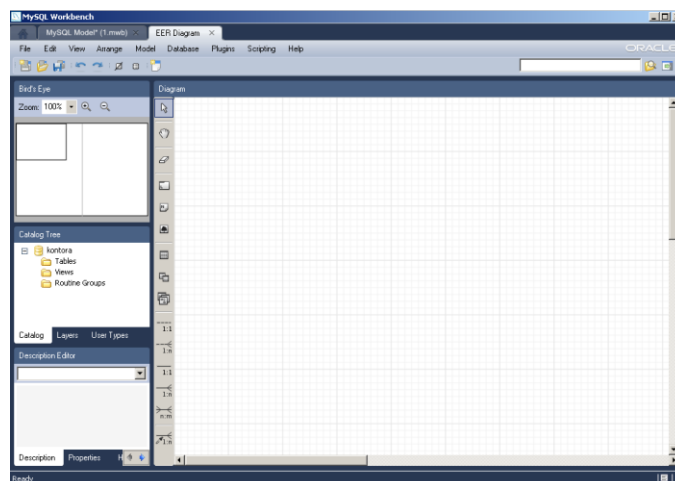 MySQL Workbench
MySQL Model* (1.mwb) × EER Diagram ×
File Edit View Arrange Model Database Plugins Scripting Help
ORACLE
Bird's Eye
Diagram
Zoom: 100%
Catalog Tree
kontora
Tables
Views
Routine Groups
1:1
Catalog Layers User Types
1:n
Description Editor
1:1
1:n
n:m
1:n
Description Properties H
Ready